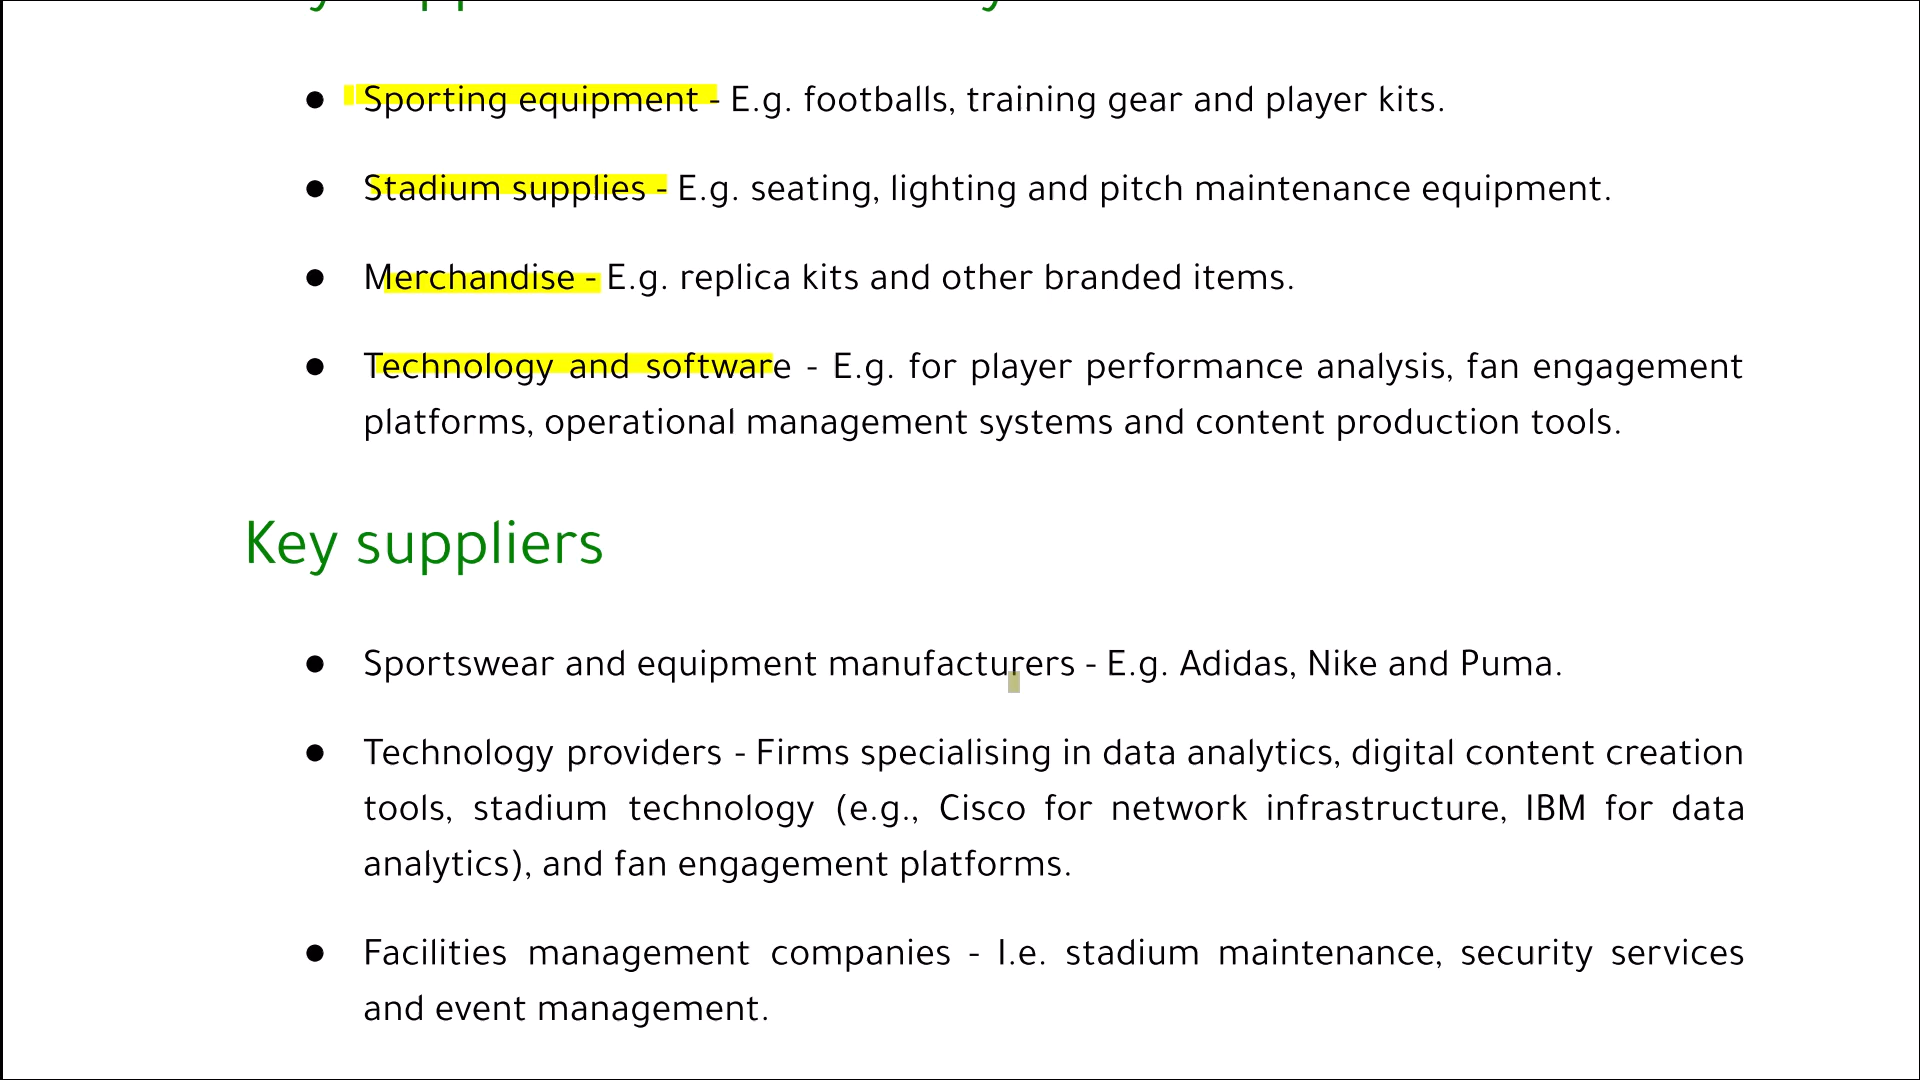 ● Sporting equipment - E.g. footballs, training gear and player kits.
● Stadium supplies - E.g. seating, lighting and pitch maintenance equipment.
● Merchandise - E.g. replica kits and other branded items.
● Technology and software - E.g. for player performance analysis, fan engagement
platforms, operational management systems and content production tools.
Key suppliers
● Sportswear and equipment manufacturers - E.g. Adidas, Nike and Puma.
● Technology providers - Firms specialising in data analytics, digital content creation
tools, stadium technology (e.g., Cisco for network infrastructure, IBM for data
analytics), and fan engagement platforms.
● Facilities management companies - I.e. stadium maintenance, security services
and event management.